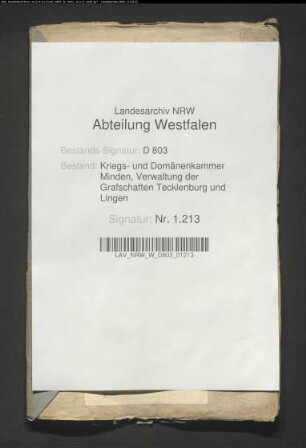 Landesarchiv NRW
Abteilung Westfalen
Bestands-Signatur: D 803
Bestand: Kriegs- und Domänenkammer
Minden, Verwaltung der
Grafschaften Tecklenburg und
Lingen
Signatur: Nr. 1.213
LAV_NRW_W_D803_01213